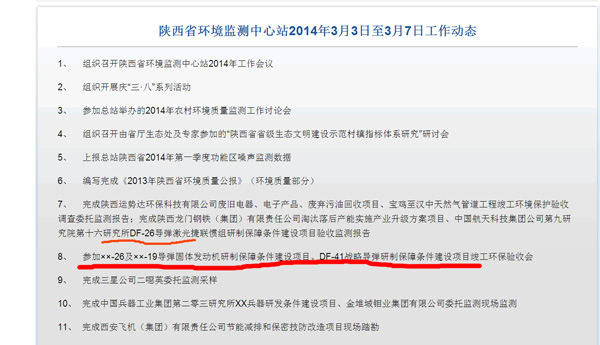 陕西省环境监测中心站2014年3月3日至3月7日工作动态
1、 组织召开陕西省环境监测中心站2014年工作会议
2、 组织开展庆“三·八”系列活动
3、 参加总站举办的2014年农村环境质量监测工作讨论会
4、 组织召开由省厅生态处及专家参加的“陕西省省级生态文明建设示范村镇指标体系研究”研讨会
5、 上报总站陕西省2014年第一季度功能区噪声监测数据
6、 编写完成《2013年陕西省环境质量公报》（环境质量部分）
7、 完成陕西运势达环保科技有限公司废旧电器、电子产品、废弃污油回收项目、宝鸡至汉中天然气管道工程竣工环境保护验收
调查委托监测报告；完成陕西龙门钢铁（集团）有限责任公司淘汰落后产能实施产业升级方案项目、中国航天科技集团公司第九研
究院第十六研究所DF-26导弹激光捷联惯组研制保障条件建设项目验收监测报告
8、 参加××-26及××-19导弹固体发动机研制保障条件建设项目、DF-41战略导弹研制保障条件建设项目竣工环保验收会
9、 完成三星公司二噁英委托监测采样
10、 完成中国兵器工业集团第二零三研究所XX兵器研发条件建设项目、金堆城钼业集团有限公司委托监测现场监测
11、 完成西安飞机（集团）有限责任公司节能减排和保密技防改造项目现场踏勘